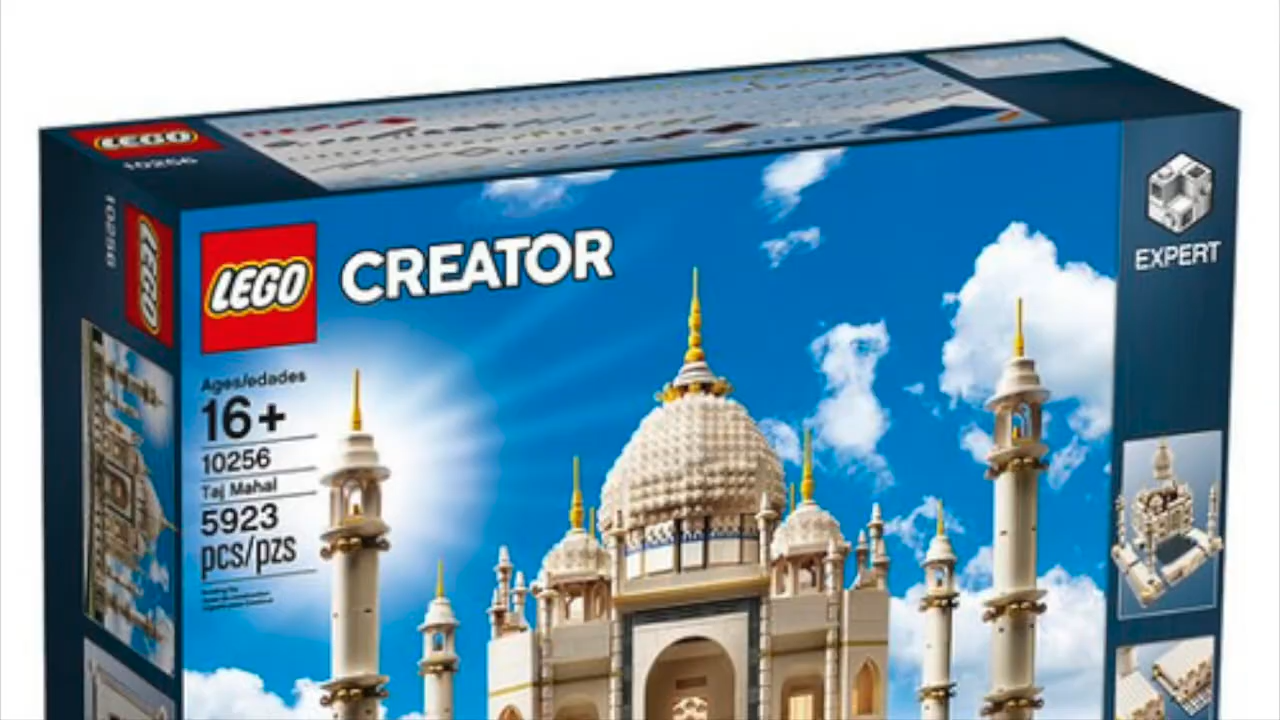 LEGO
10256
10256
LEGO
LEGO
CREATOR
EXPERT
Ages/edades
16+
10256
Taj Mahal
5923
pcs/pzs